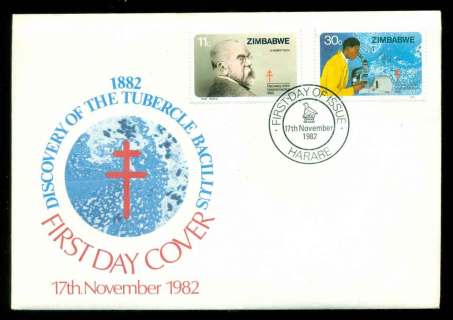 11c
ZIMBABWE
30c
ZIMBABWE
1882
DISCOVERY OF THE TUBERCLE BACILLUS
FIRST DAY COVER
17th November 1982
FIRST·DAY OF ISSUE
17th November
1982
HARARE